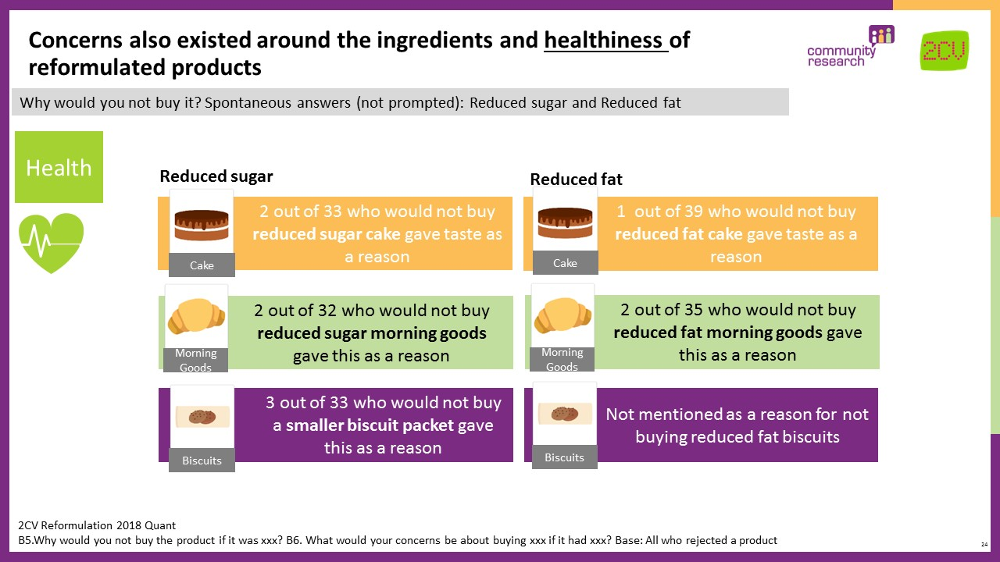 Concerns also existed around the ingredients and healthiness of
reformulated products
community
research
2CV
Why would you not buy it? Spontaneous answers (not prompted): Reduced sugar and Reduced fat
Health
Reduced sugar
2 out of 33 who would not buy
reduced sugar cake gave taste as
a reason
Cake
2 out of 32 who would not buy
reduced sugar morning goods
gave this as a reason
Morning
Goods
3 out of 33 who would not buy
a smaller biscuit packet gave
this as a reason
Biscuits
Reduced fat
1 out of 39 who would not buy
reduced fat cake gave taste as a
reason
Cake
2 out of 35 who would not buy
reduced fat morning goods gave
this as a reason
Morning
Goods
Not mentioned as a reason for not
buying reduced fat biscuits
Biscuits
2CV Reformulation 2018 Quant
B5.Why would you not buy the product if it was xxx? B6. What would your concerns be about buying xxx if it had xxx? Base: All who rejected a product
24